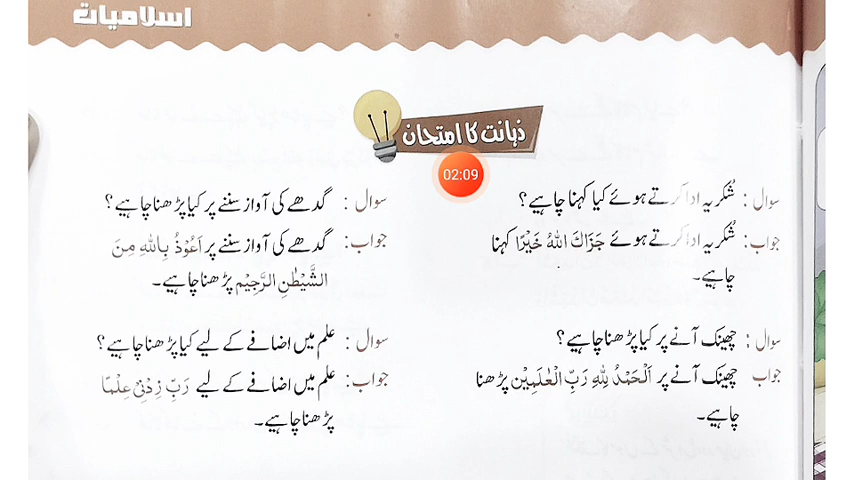 اسلامیات
ذہانت کا امتحان
02:09
سوال : شکریہ ادا کرتے ہوئے کیا کہنا چاہیے؟
جواب: شکریہ ادا کرتے ہوئے جَزَاكَ اللهُ خَيْرًا کہنا
چاہیے۔
سوال : چھینک آنے پر کیا پڑھنا چاہیے؟
جواب چھینک آنے پر اَلْحَمْدُ لِلّٰهِ رَبِّ الْعٰلَمِيْن پڑھنا
چاہیے۔
سوال : گدھے کی آواز سننے پر کیا پڑھنا چاہیے؟
جواب: گدھے کی آواز سننے پر اَعُوْذُ بِاللهِ مِنَ
الشَّيْطٰنِ الرَّجِيْم پڑھنا چاہیے۔
سوال : علم میں اضافے کے لیے کیا پڑھنا چاہیے؟
جواب: علم میں اضافے کے لیے رَبِّ زِدْنِيْ عِلْمًا
پڑھنا چاہیے۔